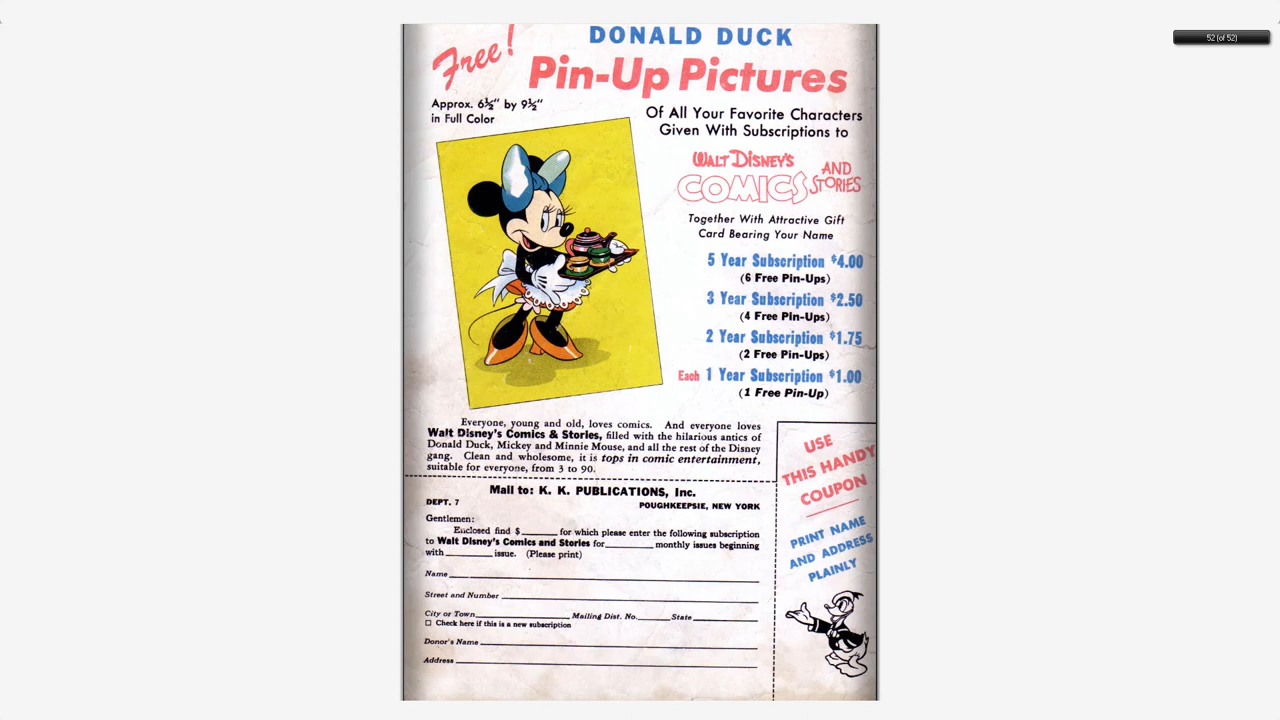 52 (of 52)
Free!
DONALD DUCK
Pin-Up Pictures
Approx. 6½" by 9½"
in Full Color
Of All Your Favorite Characters
Given With Subscriptions to
WALT DISNEY'S
COMICS AND STORIES
Together With Attractive Gift
Card Bearing Your Name
5 Year Subscription $4.00
(6 Free Pin-Ups)
3 Year Subscription $2.50
(4 Free Pin-Ups)
2 Year Subscription $1.75
(2 Free Pin-Ups)
Each 1 Year Subscription $1.00
(1 Free Pin-Up)
Everyone, young and old, loves comics. And everyone loves
Walt Disney's Comics & Stories, filled with the hilarious antics of
Donald Duck, Mickey and Minnie Mouse, and all the rest of the Disney
gang. Clean and wholesome, it is tops in comic entertainment,
suitable for everyone, from 3 to 90.
Mail to: K. K. PUBLICATIONS, Inc.
DEPT. 7 POUGHKEEPSIE, NEW YORK
Gentlemen:
Enclosed find $______ for which please enter the following subscription
to Walt Disney's Comics and Stories for________ monthly issues beginning
with________ issue. (Please print)
Name
Street and Number
City or Town Mailing Dist. No. State
☐ Check here if this is a new subscription
Donor's Name
Address
USE
THIS HANDY
COUPON
PRINT NAME
AND ADDRESS
PLAINLY